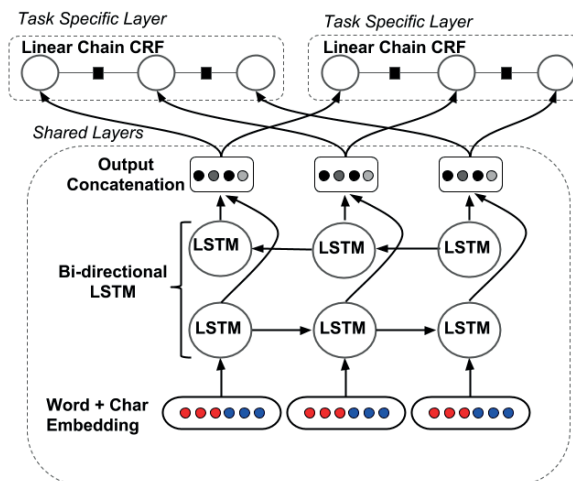 Task Specific Layer
Task Specific Layer
Linear Chain CRF
Linear Chain CRF
Shared Layers
Output
Concatenation
LSTM
LSTM
LSTM
Bi-directional
LSTM
LSTM
LSTM
LSTM
Word + Char
Embedding